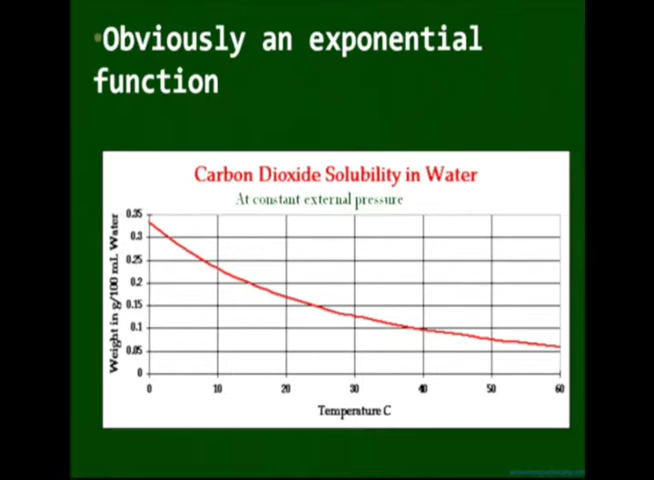 •Obviously an exponential
function
Carbon Dioxide Solubility in Water
At constant external pressure
Weight in g/100 mL Water
0.35
0.3
0.25
0.2
0.15
0.1
0.05
0
0 10 20 30 40 50 60
Temperature C